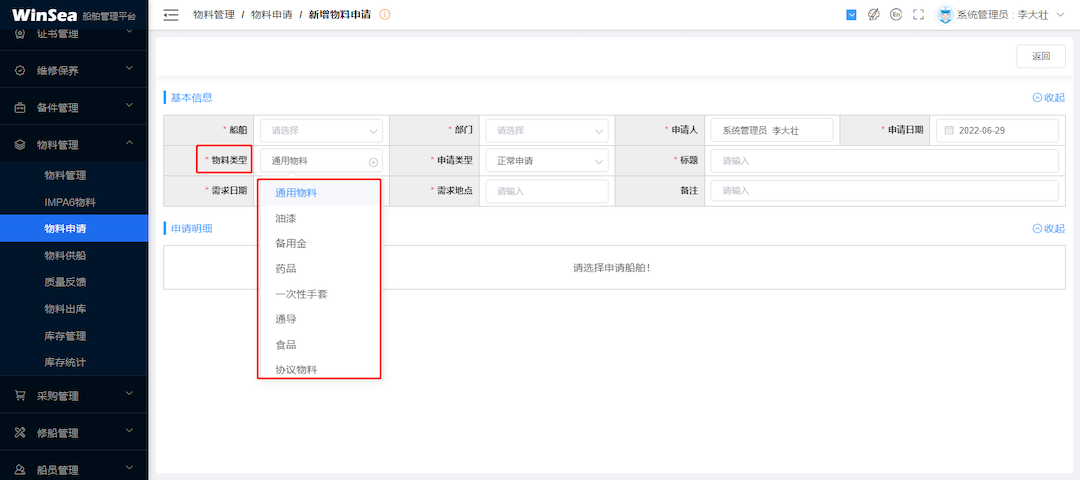 WinSea 船舶管理平台
物料管理 / 物料申请 / 新增物料申请
En
系统管理员 : 李大壮
证书管理
维修保养
备件管理
物料管理
物料管理
IMPA6物料
物料申请
物料供船
质量反馈
物料出库
库存管理
库存统计
采购管理
修船管理
船员管理
返回
基本信息
收起
* 船舶 请选择 * 部门 请选择 * 申请人 系统管理员 李大壮 * 申请日期 2022-06-29
* 物料类型 通用物料 * 申请类型 正常申请 * 标题 请输入
* 需求日期 * 需求地点 请输入 备注 请输入
通用物料
油漆
备用金
药品
一次性手套
通导
食品
协议物料
申请明细
收起
请选择申请船舶!